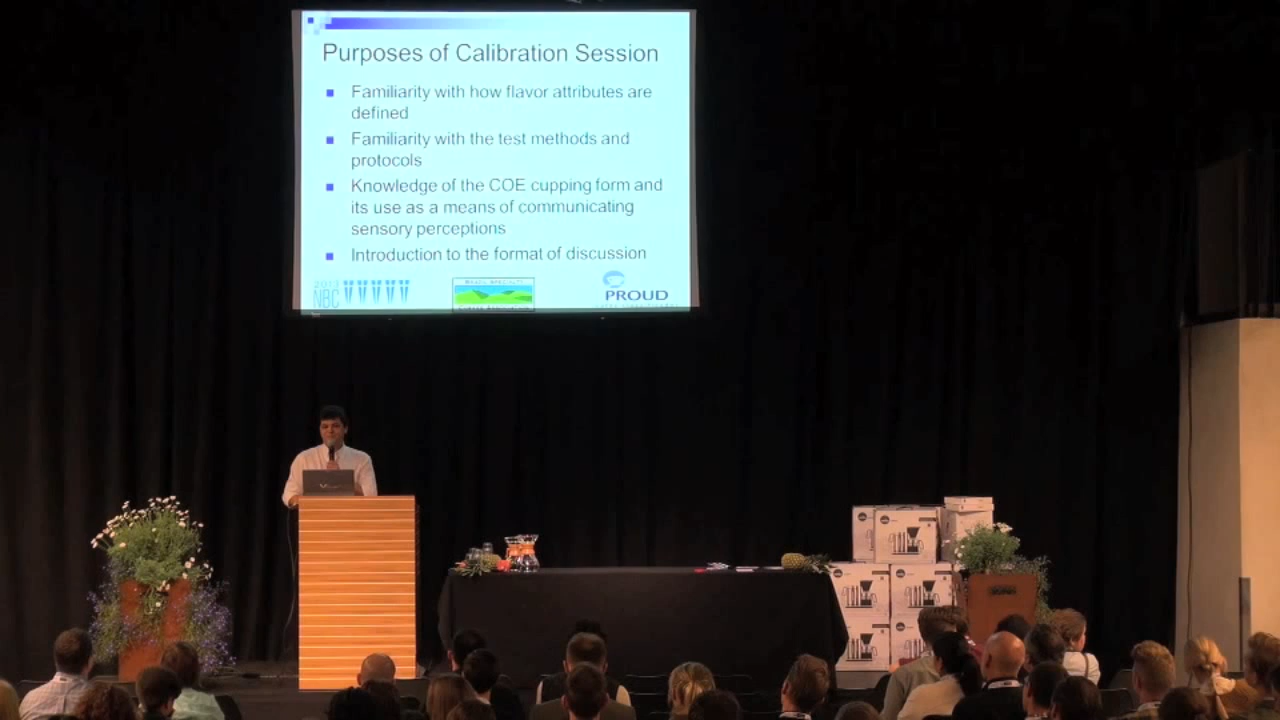 Purposes of Calibration Session
Familiarity with how flavor attributes are
defined
Familiarity with the test methods and
protocols
Knowledge of the COE cupping form and
its use as a means of communicating
sensory perceptions
Introduction to the format of discussion
NBC
PROUD